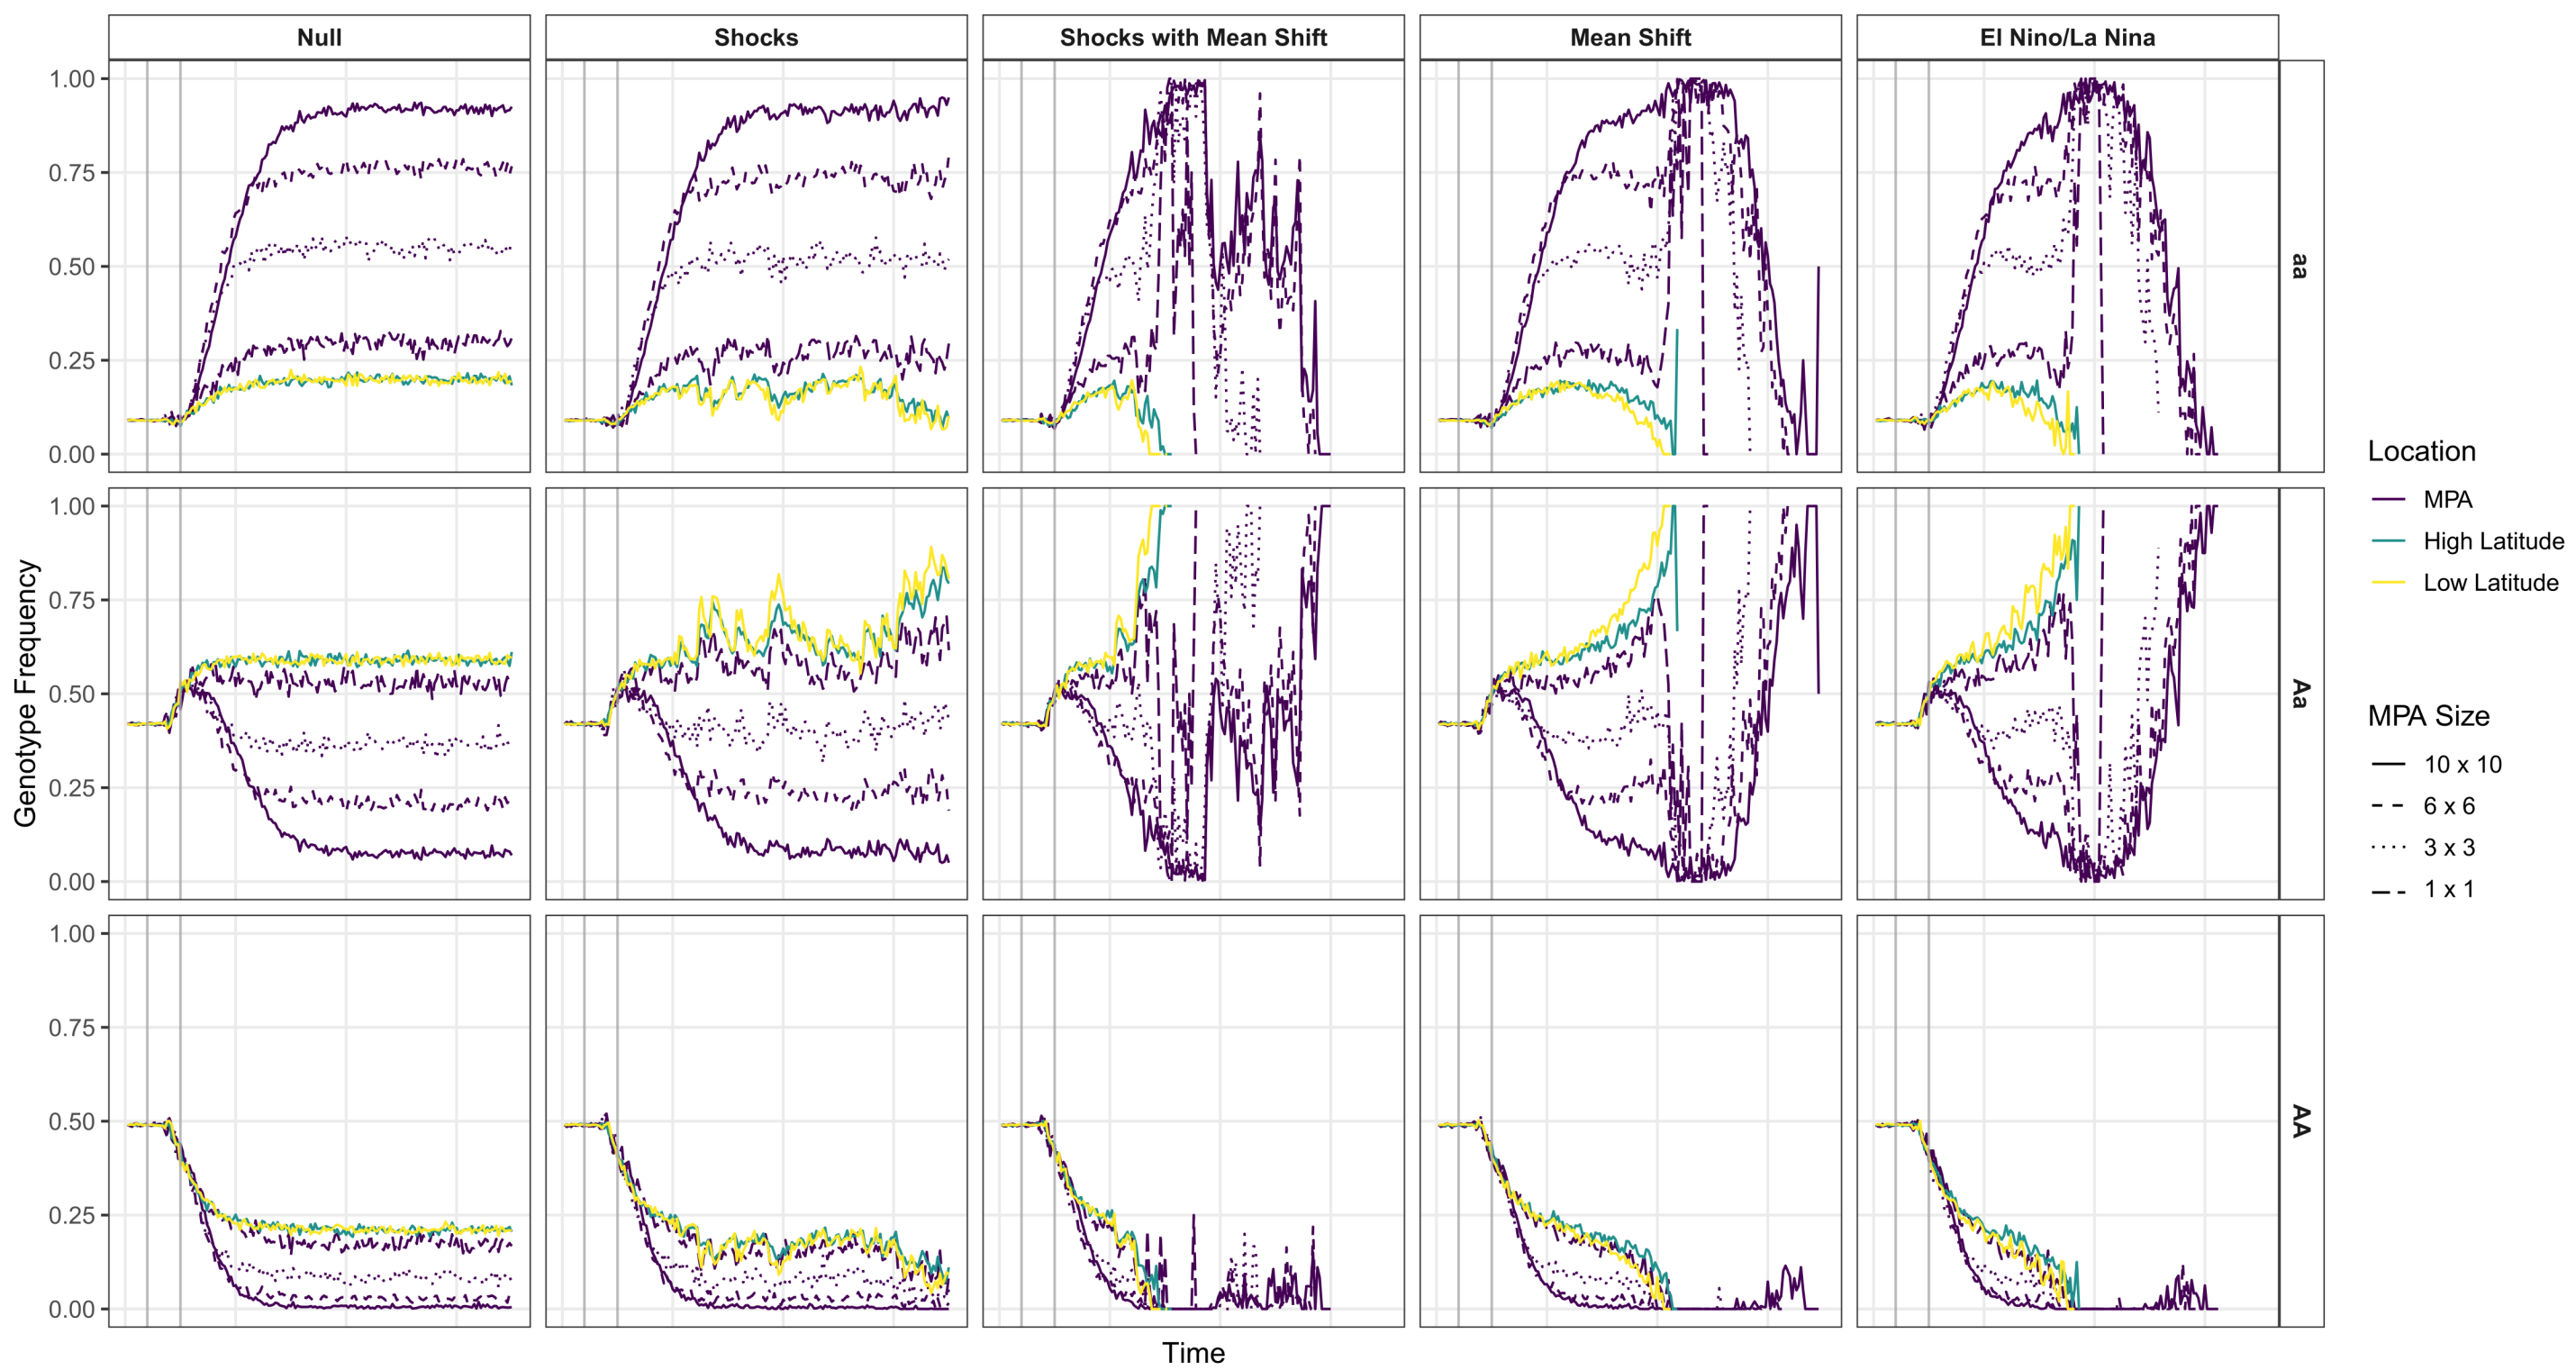 Null
Shocks
Shocks with Mean Shift
Mean Shift
El Nino/La Nina
1.00
0.75
0.50
0.25
0.00
aa
1.00
0.75
0.50
0.25
0.00
Aa
1.00
0.75
0.50
0.25
0.00
AA
Genotype Frequency
Time
Location
MPA
High Latitude
Low Latitude
MPA Size
10 x 10
6 x 6
3 x 3
1 x 1